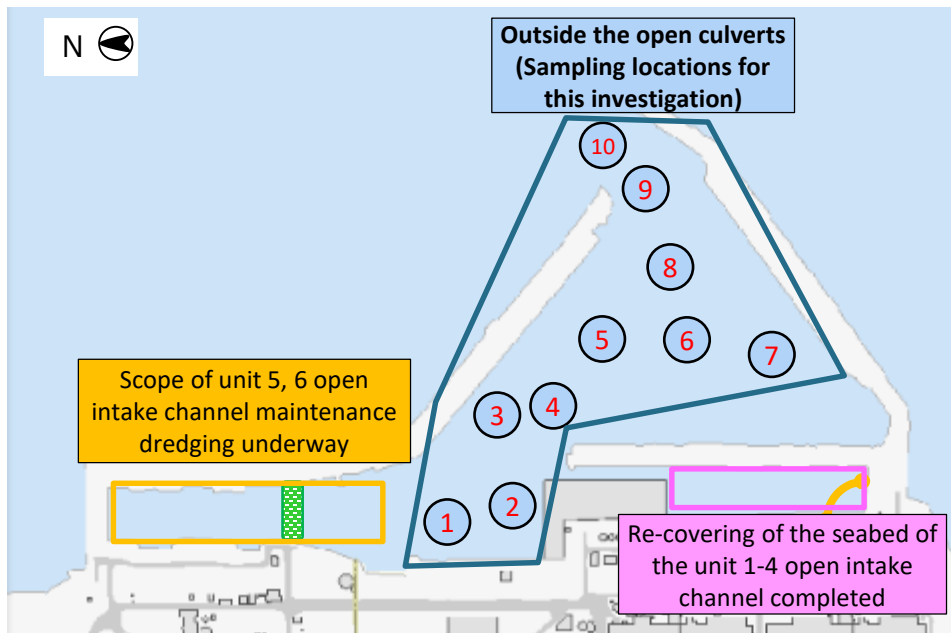 N
Outside the open culverts
(Sampling locations for
this investigation)
10
9
8
5
6
7
Scope of unit 5, 6 open
intake channel maintenance
dredging underway
3
4
1
2
Re-covering of the seabed of
the unit 1-4 open intake
channel completed